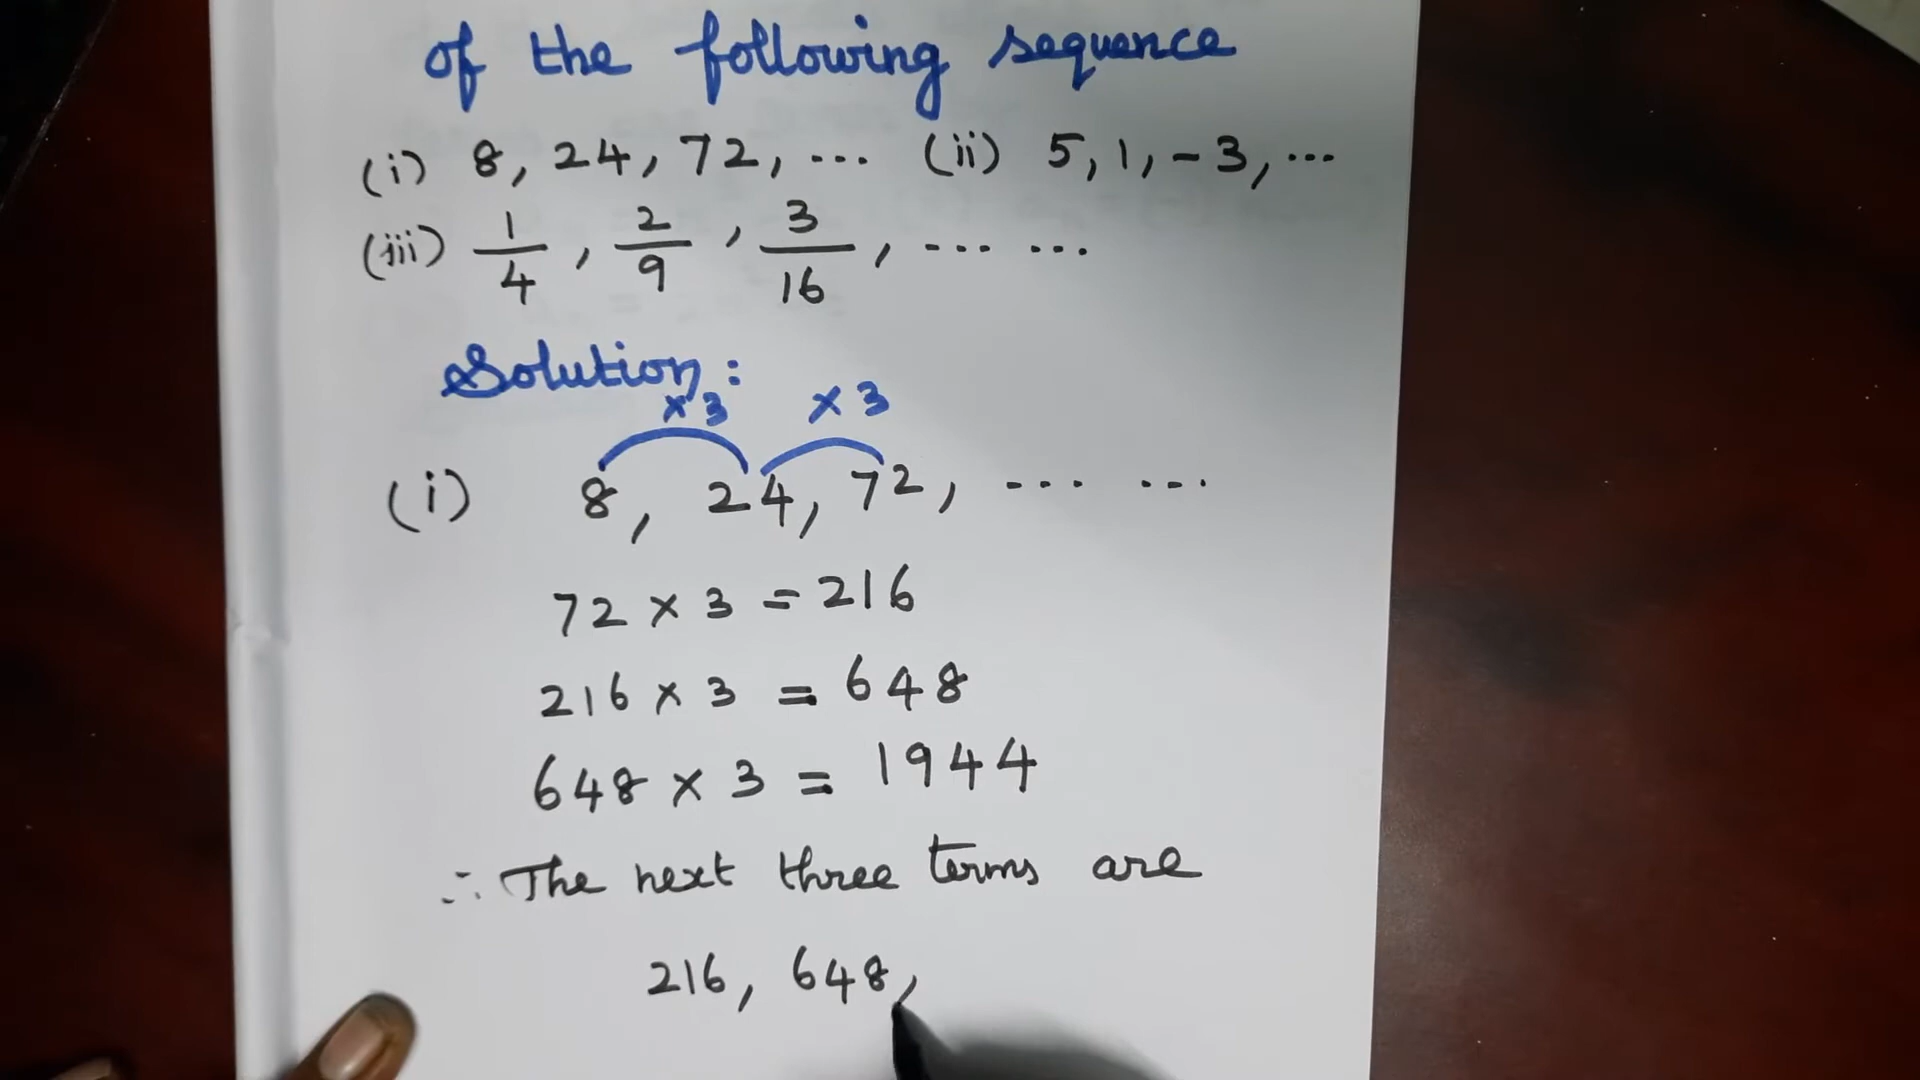 of the following sequence
(i) 8, 24, 72, ... (ii) 5, 1, -3, ...
(iii) 1/4, 2/9, 3/16, ... ...
Solution:
×3 ×3
(i) 8, 24, 72, ... ...
72 × 3 = 216
216 × 3 = 648
648 × 3 = 1944
∴ The next three terms are
216, 648,